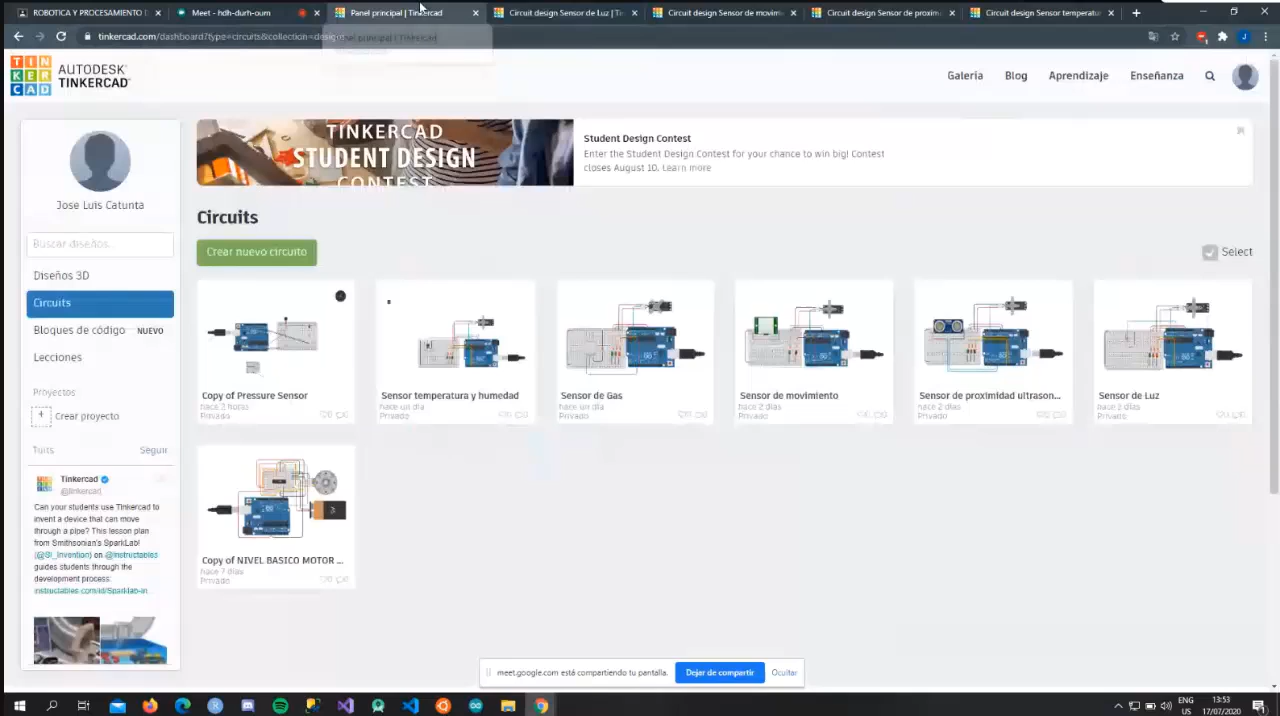 ROBOTICA Y PROCESAMIENTO D
Meet - hdh-durh-oum
Panel principal | Tinkercad
Circuit design Sensor de Luz | Ti
Circuit design Sensor de movim
Circuit design Sensor de proxim
Circuit design Sensor temperatu
tinkercad.com/dashboard?type=circuits&collection=designs
Panel principal | Tinkercad
AUTODESK
TINKERCAD
Galería
Blog
Aprendizaje
Enseñanza
TINKERCAD
STUDENT DESIGN
CONTEST
Student Design Contest
Enter the Student Design Contest for your chance to win big! Contest
closes August 10. Learn more
Jose Luis Catunta
Buscar diseños...
Diseños 3D
Circuits
Bloques de código NUEVO
Lecciones
Proyectos
Crear proyecto
Tuits
Seguir
Tinkercad
@tinkercad
Can your students use Tinkercad to
invent a device that can move
through a pipe? This lesson plan
from Smithsonian's SparkLab!
(@SI_Invention) on @instructables
guides students through the
development process:
instructables.com/id/Sparklab-in...
Circuits
Crear nuevo circuito
Select
Copy of Pressure Sensor
hace 2 horas
Privado
Sensor temperatura y humedad
hace un día
Privado
Sensor de Gas
hace un día
Privado
Sensor de movimiento
hace 2 días
Privado
Sensor de proximidad ultrason...
hace 2 días
Privado
Sensor de Luz
Privado
Copy of NIVEL BASICO MOTOR ...
hace 7 días
Privado
meet.google.com está compartiendo tu pantalla.
Dejar de compartir
Ocultar
ENG
US
13:53
17/07/2020